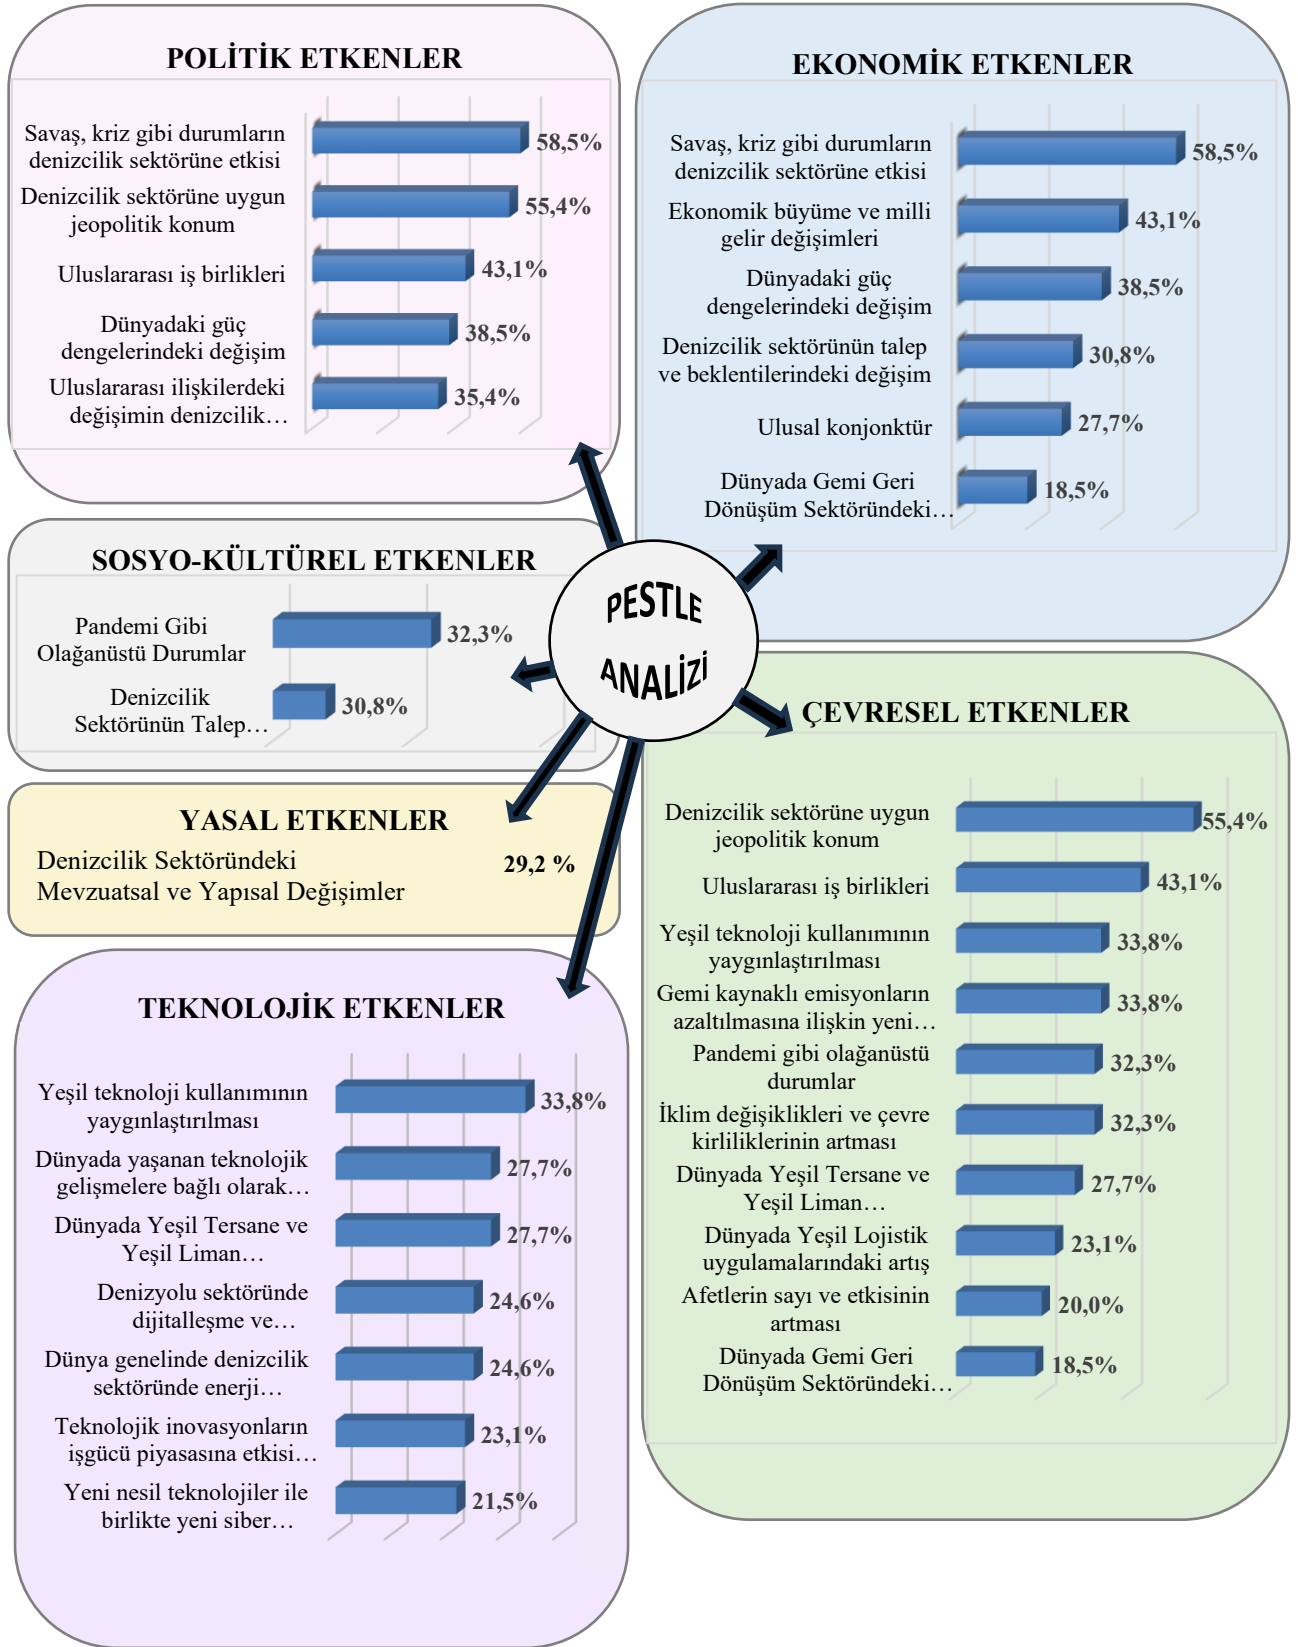 POLİTİK ETKENLER
Savaş, kriz gibi durumların
denizcilik sektörüne etkisi
58,5%
Denizcilik sektörüne uygun
jeopolitik konum
55,4%
Uluslararası iş birlikleri
43,1%
Dünyadaki güç
dengelerindeki değişim
38,5%
Uluslararası ilişkilerdeki
değişimin denizcilik…
35,4%
EKONOMİK ETKENLER
Savaş, kriz gibi durumların
denizcilik sektörüne etkisi
58,5%
Ekonomik büyüme ve milli
gelir değişimleri
43,1%
Dünyadaki güç
dengelerindeki değişim
38,5%
Denizcilik sektörünün talep
ve beklentilerindeki değişim
30,8%
Ulusal konjonktür
27,7%
Dünyada Gemi Geri
Dönüşüm Sektöründeki…
18,5%
SOSYO-KÜLTÜREL ETKENLER
Pandemi Gibi
Olağanüstü Durumlar
32,3%
Denizcilik
Sektörünün Talep…
30,8%
PESTLE
ANALİZİ
YASAL ETKENLER
Denizcilik Sektöründeki
Mevzuatsal ve Yapısal Değişimler
29,2 %
ÇEVRESEL ETKENLER
Denizcilik sektörüne uygun
jeopolitik konum
55,4%
Uluslararası iş birlikleri
43,1%
Yeşil teknoloji kullanımının
yaygınlaştırılması
33,8%
Gemi kaynaklı emisyonların
azaltılmasına ilişkin yeni…
33,8%
Pandemi gibi olağanüstü
durumlar
32,3%
İklim değişiklikleri ve çevre
kirliliklerinin artması
32,3%
Dünyada Yeşil Tersane ve
Yeşil Liman…
27,7%
Dünyada Yeşil Lojistik
uygulamalarındaki artış
23,1%
Afetlerin sayı ve etkisinin
artması
20,0%
Dünyada Gemi Geri
Dönüşüm Sektöründeki…
18,5%
TEKNOLOJİK ETKENLER
Yeşil teknoloji kullanımının
yaygınlaştırılması
33,8%
Dünyada yaşanan teknolojik
gelişmelere bağlı olarak…
27,7%
Dünyada Yeşil Tersane ve
Yeşil Liman…
27,7%
Denizyolu sektöründe
dijitalleşme ve…
24,6%
Dünya genelinde denizcilik
sektöründe enerji…
24,6%
Teknolojik inovasyonların
işgücü piyasasına etkisi…
23,1%
Yeni nesil teknolojiler ile
birlikte yeni siber…
21,5%